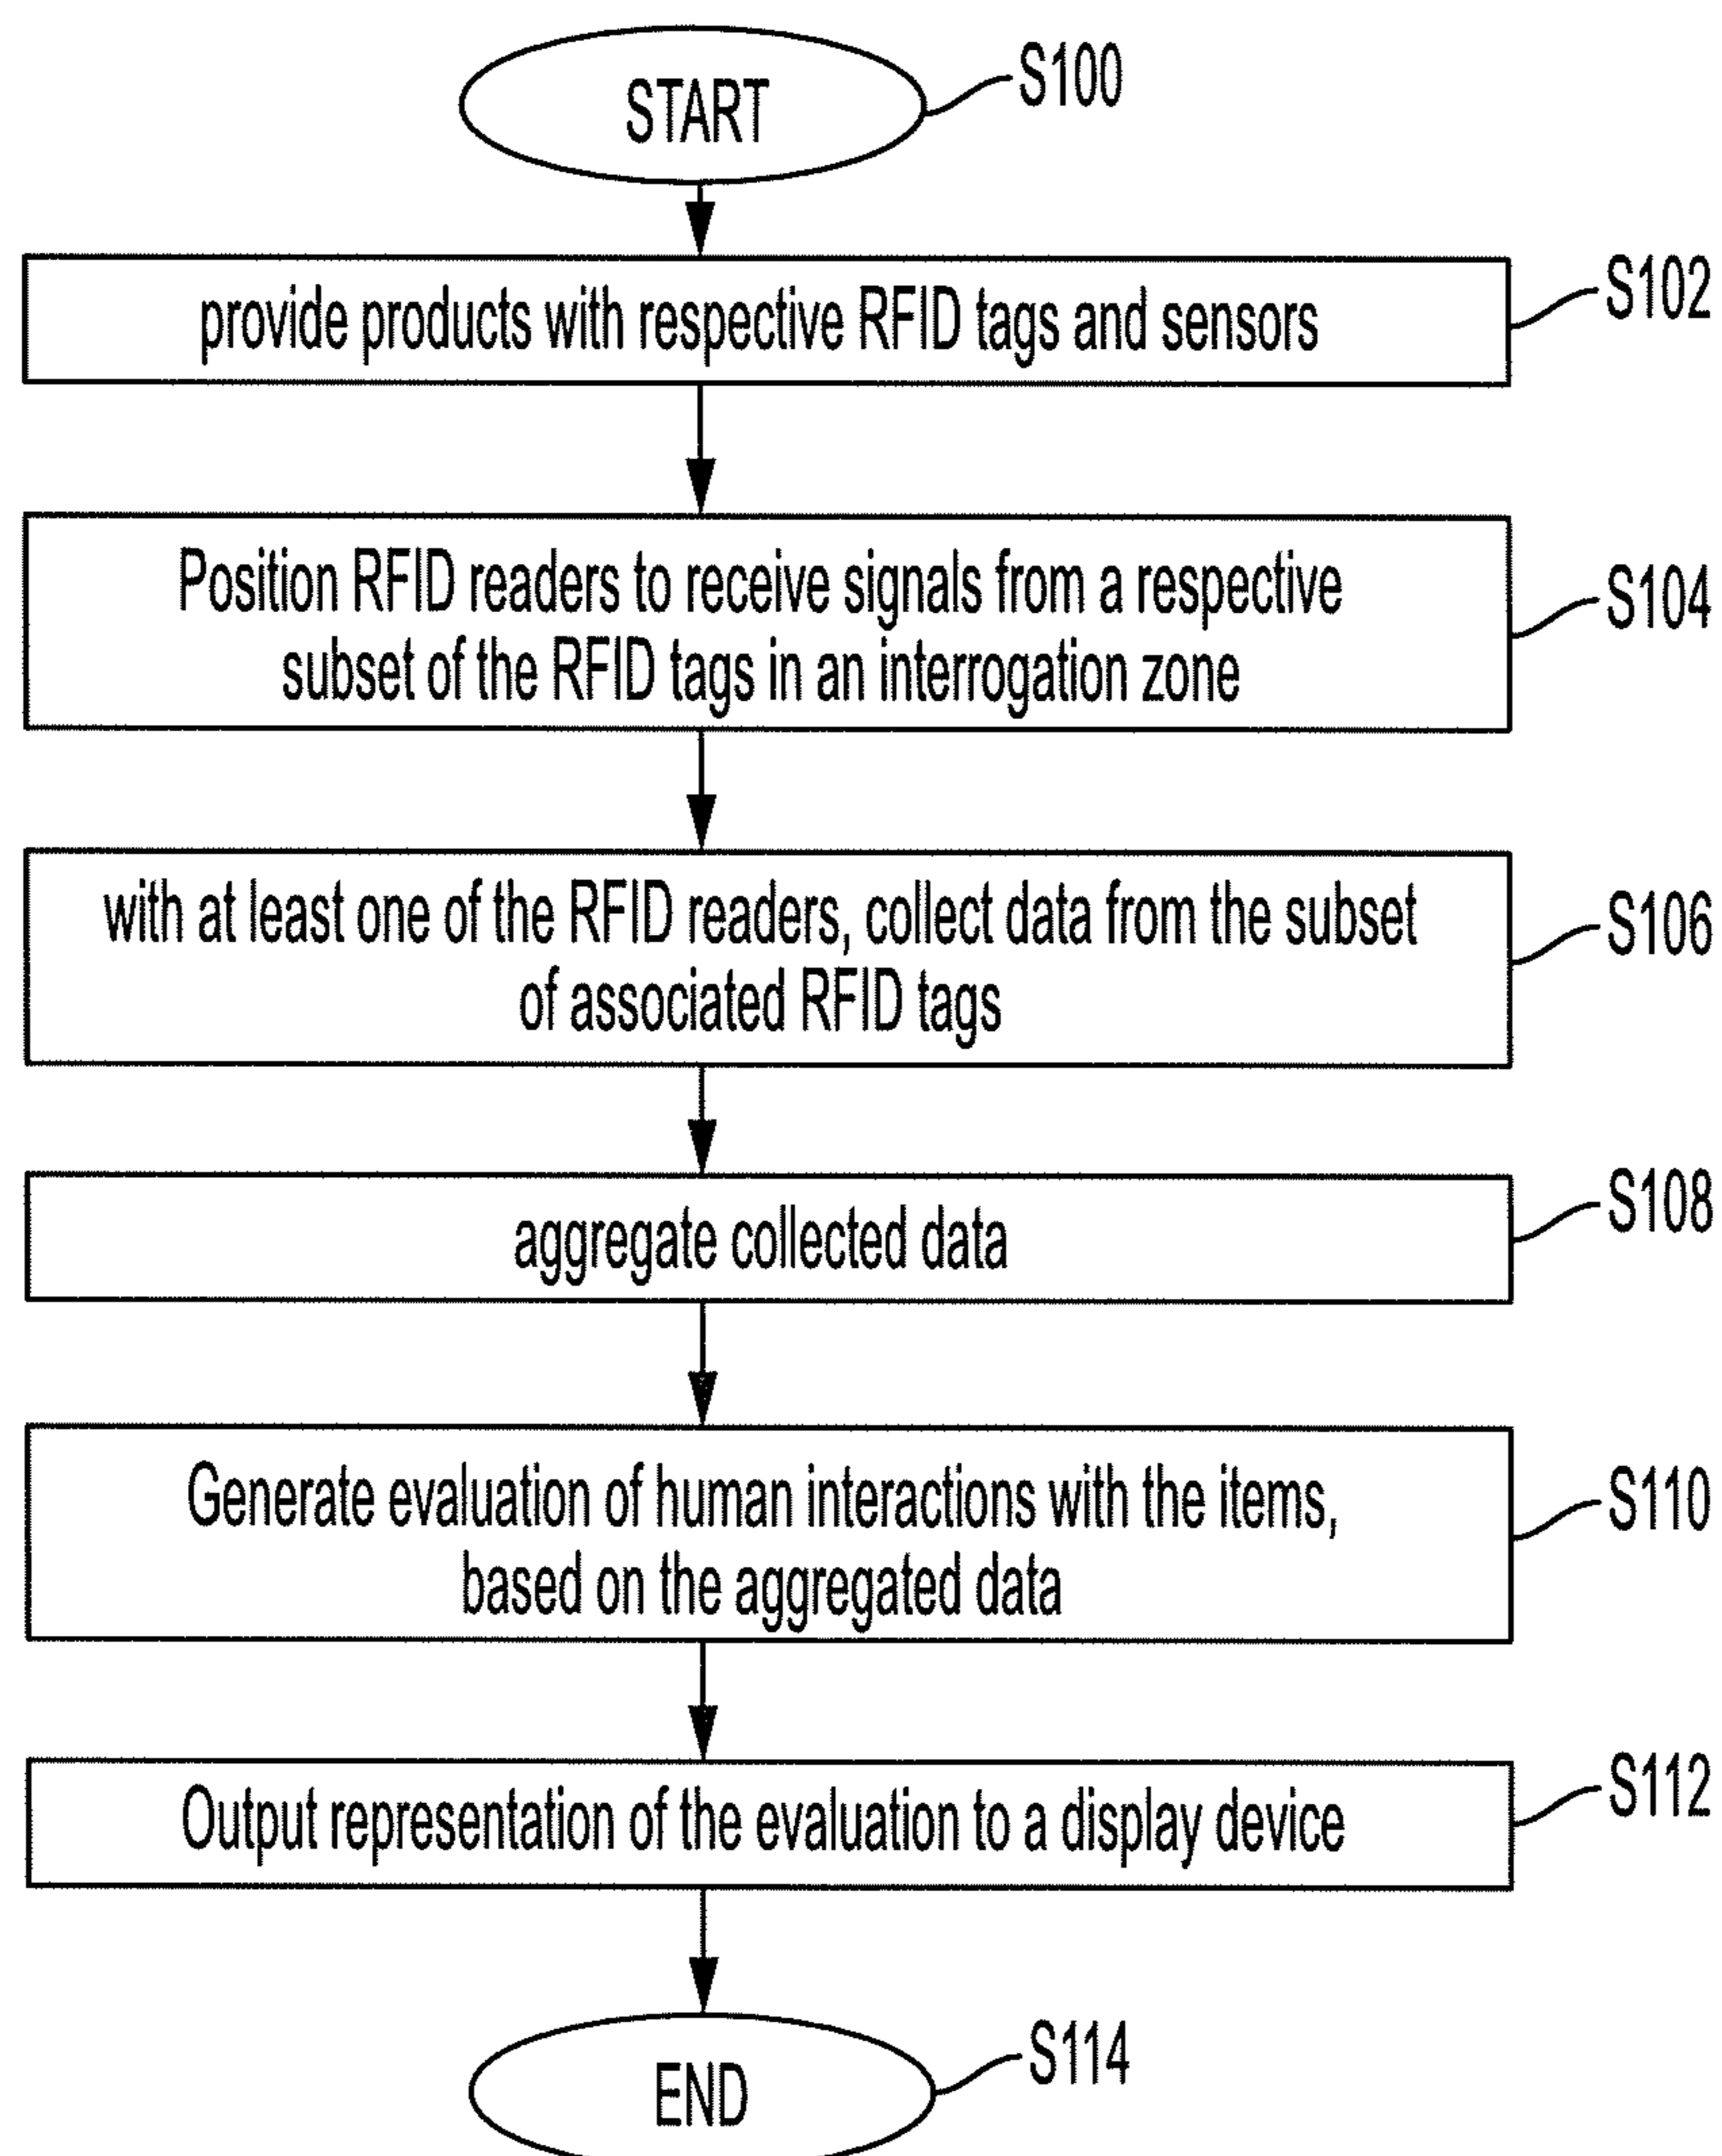 START
S100
provide products with respective RFID tags and sensors
S102
Position RFID readers to receive signals from a respective
subset of the RFID tags in an interrogation zone
S104
with at least one of the RFID readers, collect data from the subset
of associated RFID tags
S106
aggregate collected data
S108
Generate evaluation of human interactions with the items,
based on the aggregated data
S110
Output representation of the evaluation to a display device
S112
END
S114